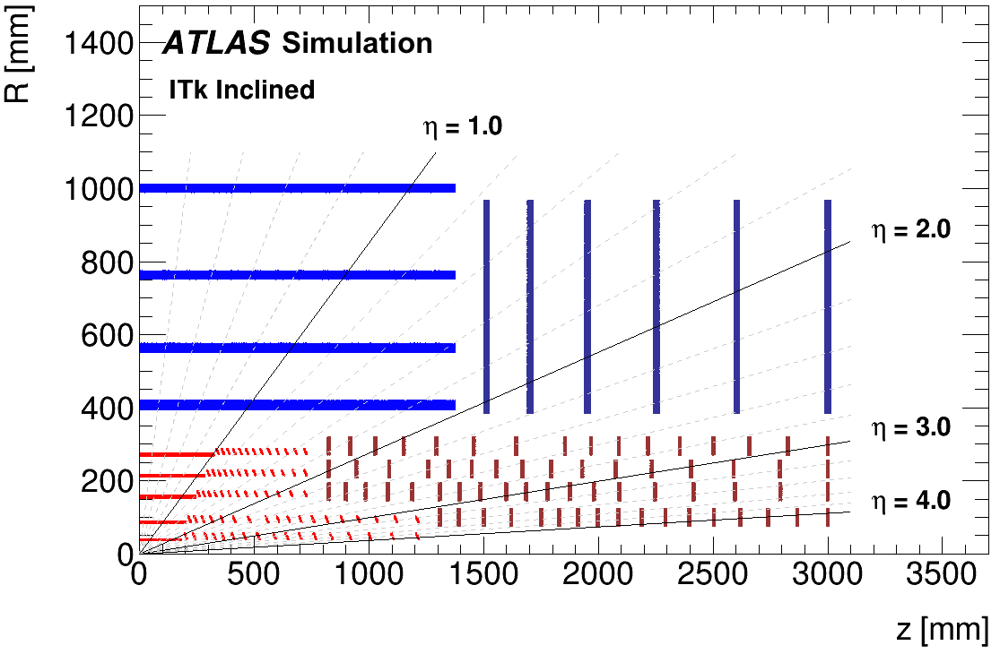 R [mm]
1400
ATLAS Simulation
ITk Inclined
1200
η = 1.0
1000
η = 2.0
800
600
400
η = 3.0
200
η = 4.0
0
0 500 1000 1500 2000 2500 3000 3500
z [mm]